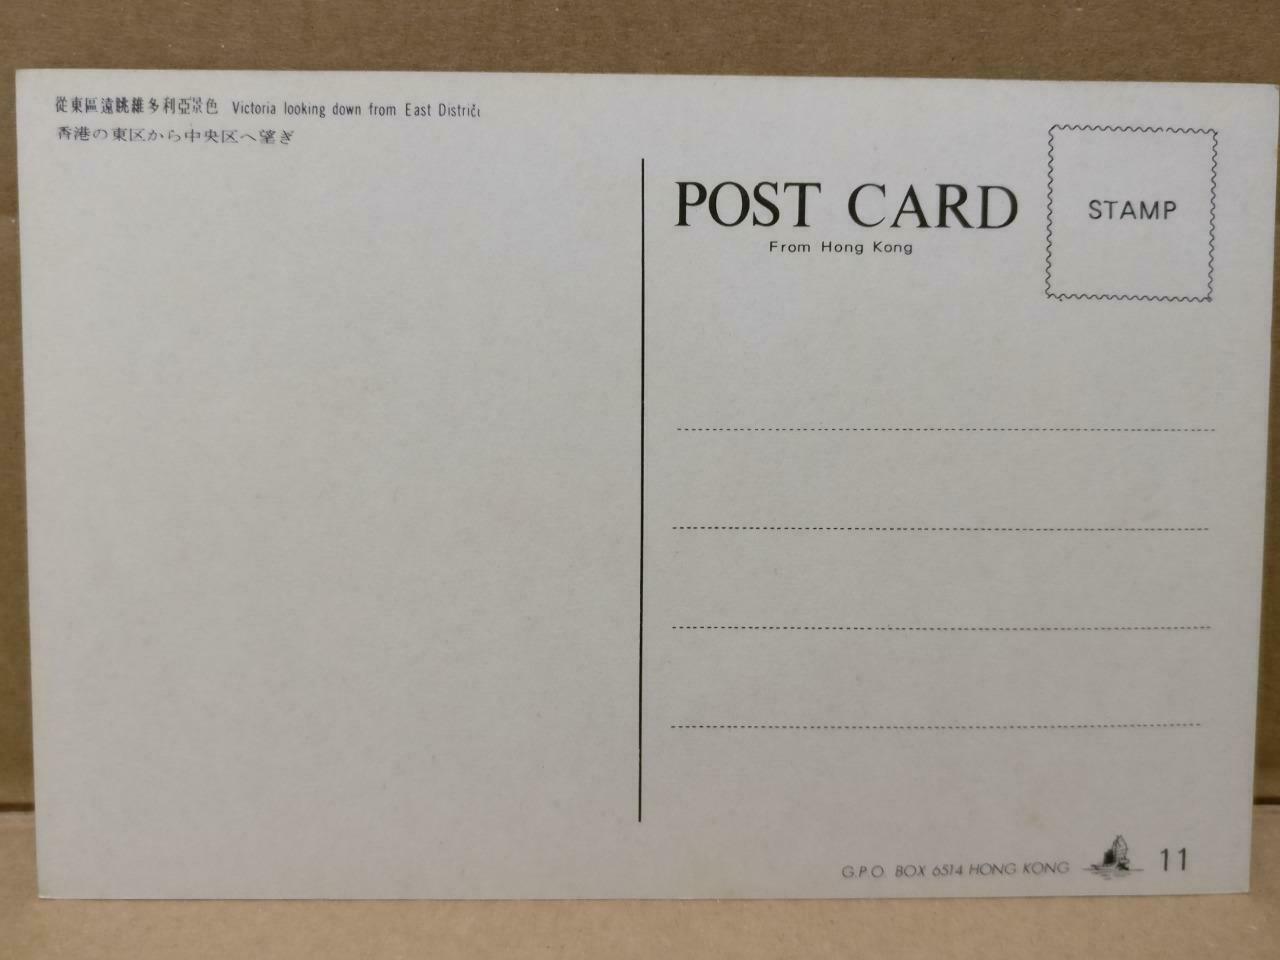 從東區遠眺維多利亞景色 Victoria looking down from East District
香港の東区から中央区へ望ぎ
POST CARD
From Hong Kong
STAMP
G.P.O. BOX 6514 HONG KONG 11